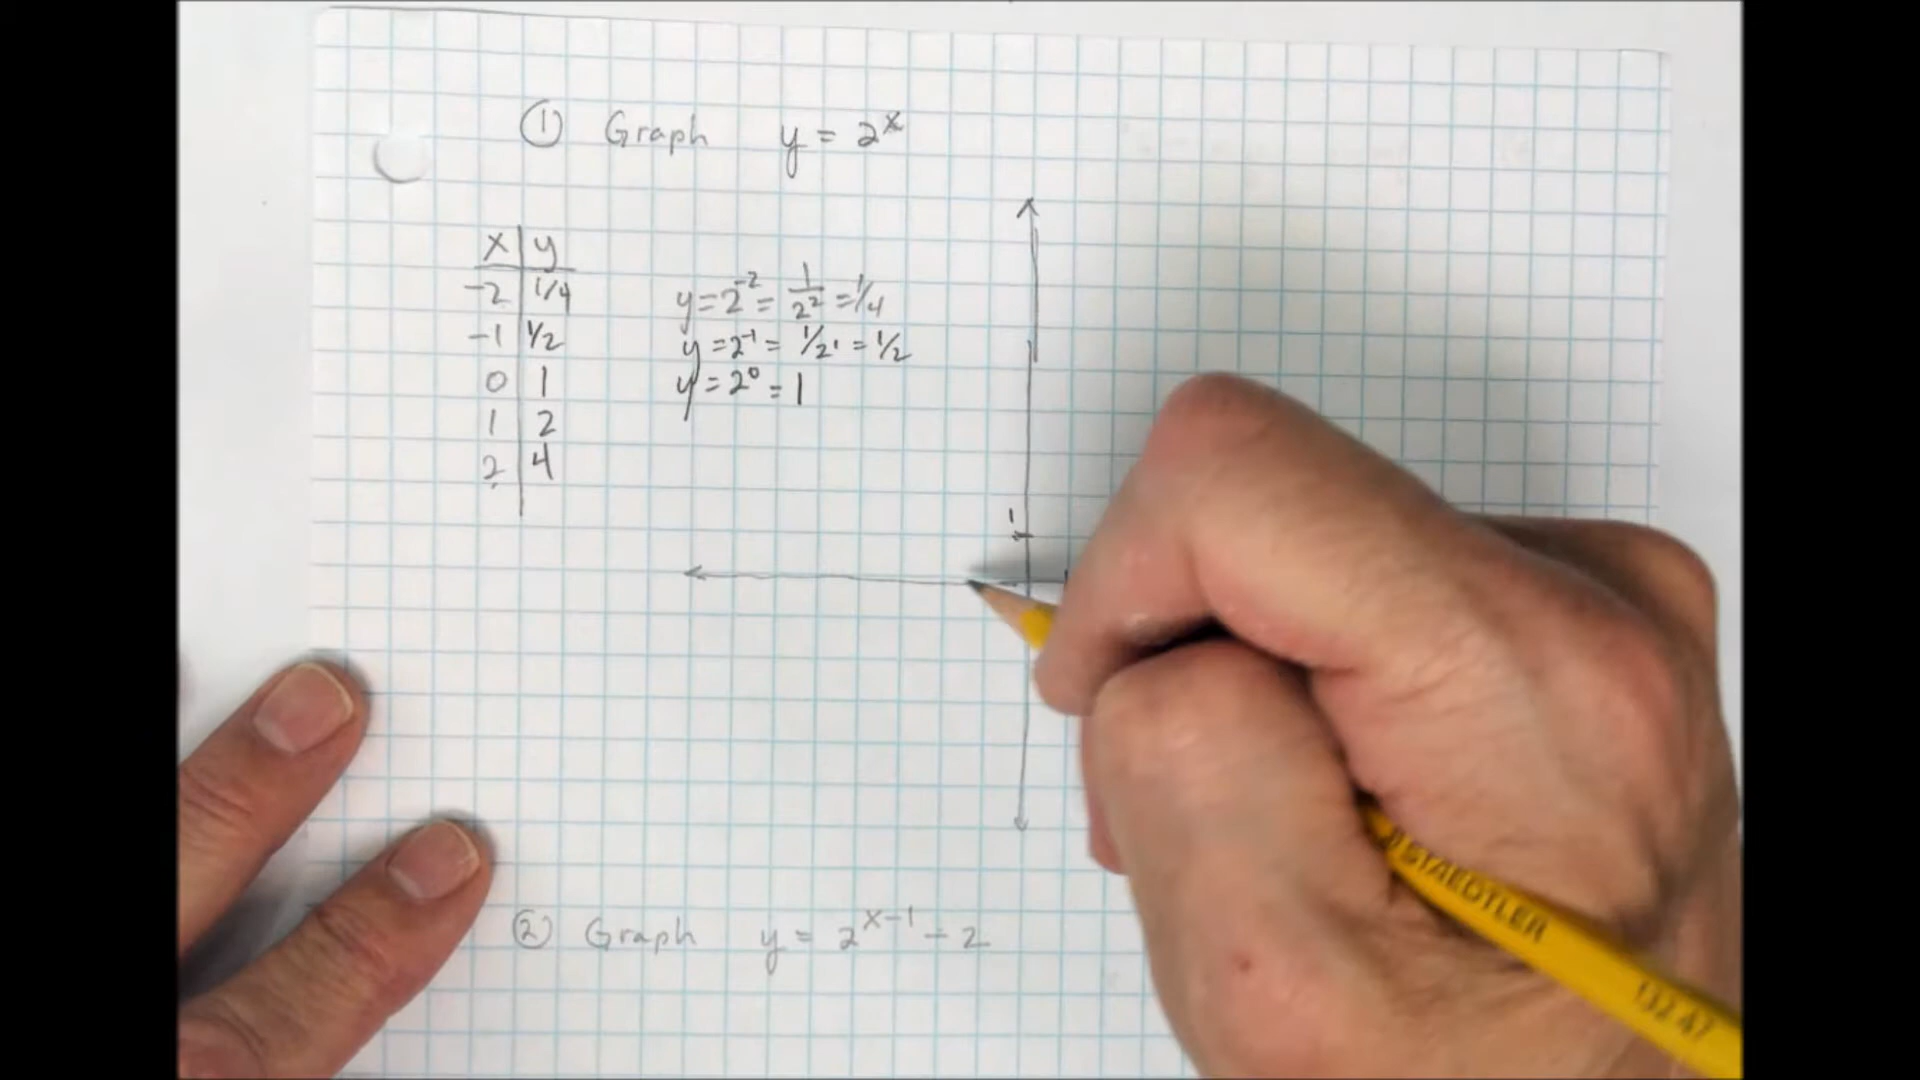 ① Graph y = 2^x
x | y
-2 | 1/4
-1 | 1/2
0 | 1
1 | 2
2 | 4
y = 2^-2 = 1/2^2 = 1/4
y = 2^-1 = 1/2^1 = 1/2
y = 2^0 = 1
1
② Graph y = 2^x-1 - 2
STAEDTLER
132 47